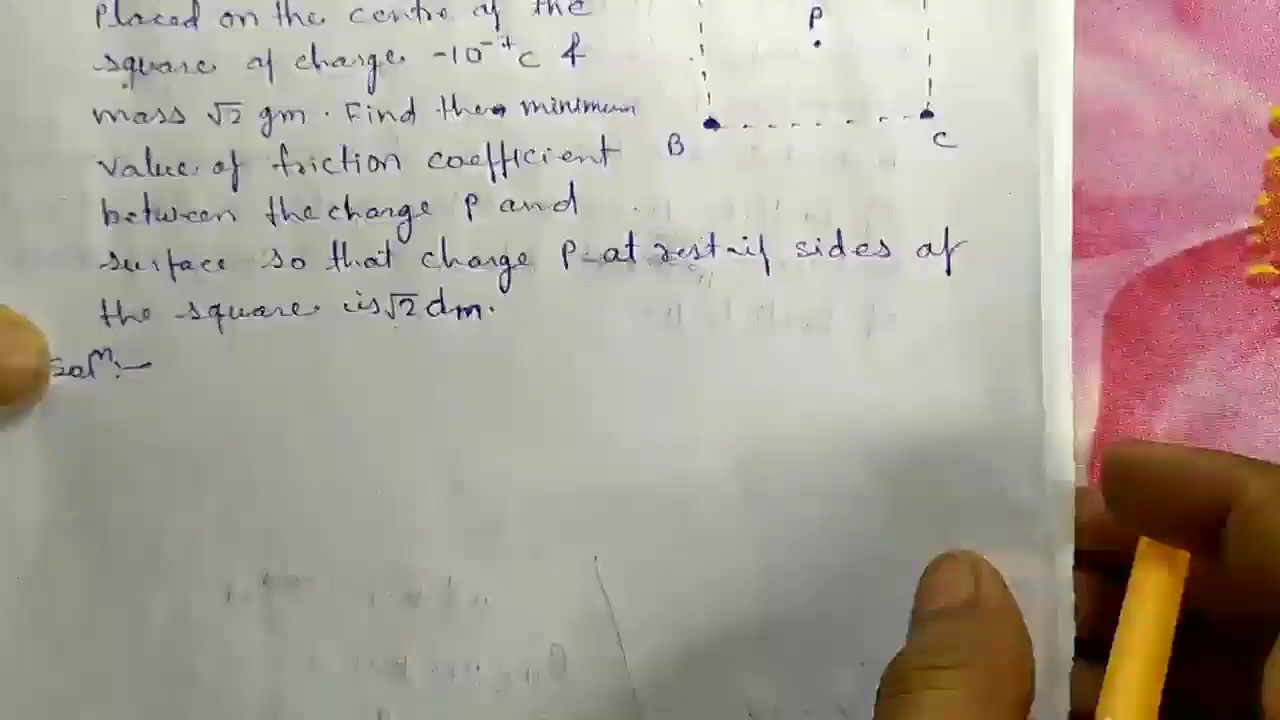 placed on the centre of the
P
square of charge -10⁻⁷c &
mass √2 gm. Find the minimum
B
C
value of friction coefficient
between the charge P and
surface so that charge P at rest if sides of
the square is √2 dm.
Solⁿ:-